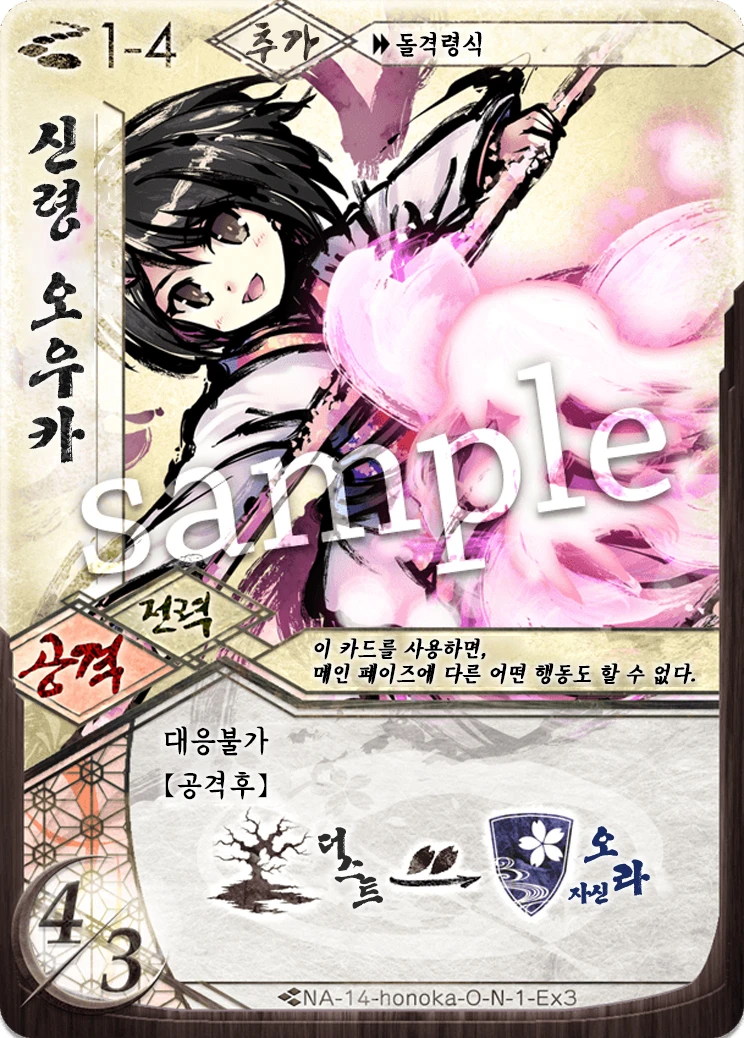 1-4
추가
돌격령식
신령 오우카
sample
전력
공격
이 카드를 사용하면,
메인 페이즈에 다른 어떤 행동도 할 수 없다.
대응불가
【공격후】
더스트
자신 오라
4/3
NA-14-honoka-O-N-1-Ex3